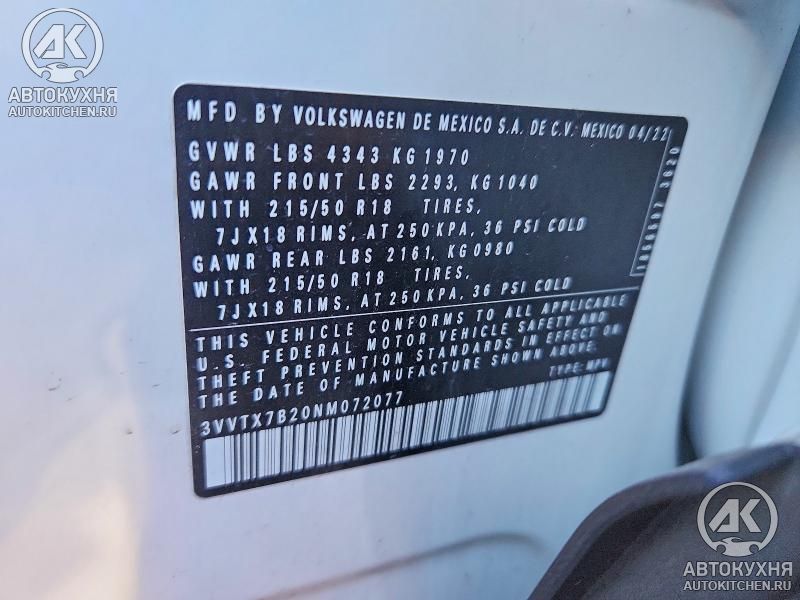 AK
АВТОКУХНЯ
AUTOKITCHEN.RU
MFD. BY VOLKSWAGEN DE MEXICO S.A. DE C.V. MEXICO 04/22
GVWR LBS 4343 KG 1970
GAWR FRONT LBS 2293, KG 1040
WITH 215/50 R18 TIRES,
7JX18 RIMS, AT 250 KPA, 36 PSI COLD
GAWR REAR LBS 2161, KG 0980
WITH 215/50 R18 TIRES,
7JX18 RIMS, AT 250 KPA, 36 PSI COLD
THIS VEHICLE CONFORMS TO ALL APPLICABLE
U.S. FEDERAL MOTOR VEHICLE SAFETY AND
THEFT PREVENTION STANDARDS IN EFFECT ON
THE DATE OF MANUFACTURE SHOWN ABOVE.
TYPE: MPV
3VVTX7B20NM072077
3620
AK
АВТОКУХНЯ
AUTOKITCHEN.RU